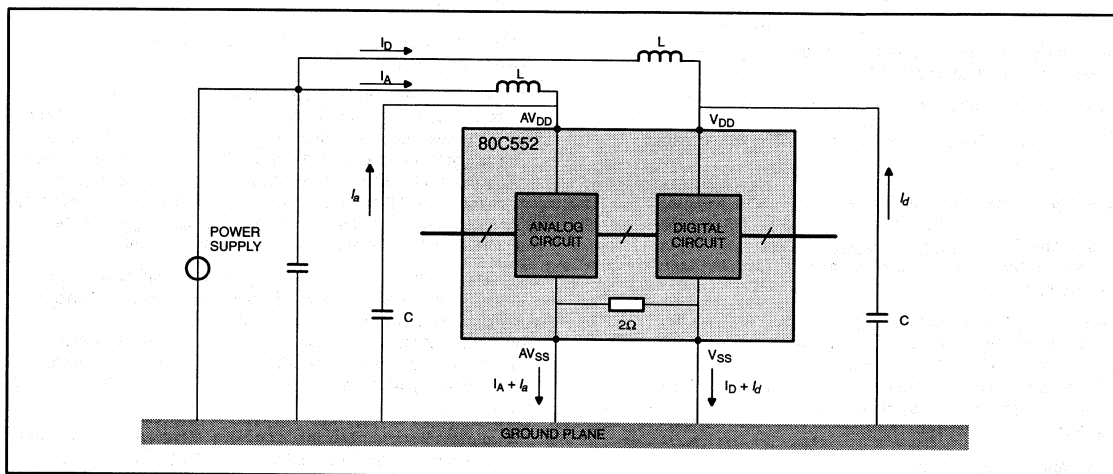 I_D
L
I_A
L
AV_DD
V_DD
80C552
I_a
I_d
POWER
SUPPLY
ANALOG
CIRCUIT
DIGITAL
CIRCUIT
C
2Ω
C
AV_SS
V_SS
I_A + I_a
I_D + I_d
GROUND PLANE